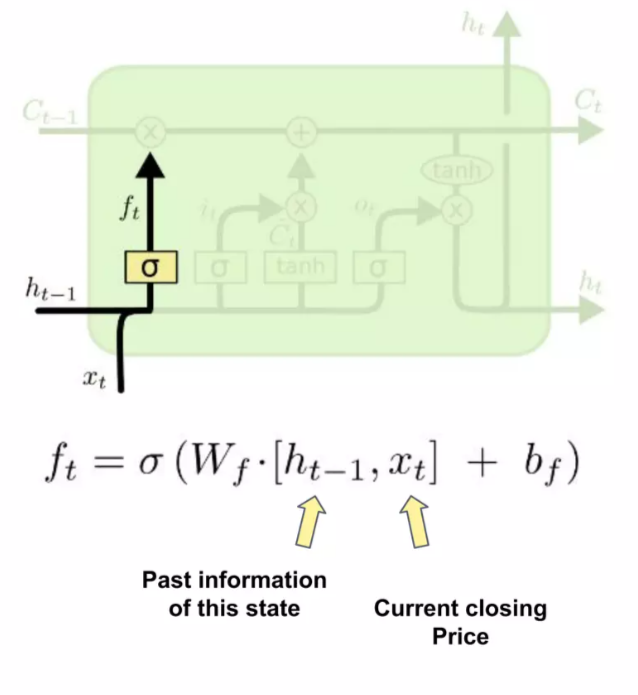 h_t
C_{t-1} × + C_t
tanh
f_t i_t × o_t ×
C̃_t
σ σ tanh σ
h_{t-1} h_t
x_t
f_t = σ (W_f · [h_{t-1}, x_t] + b_f)
Past information
of this state
Current closing
Price